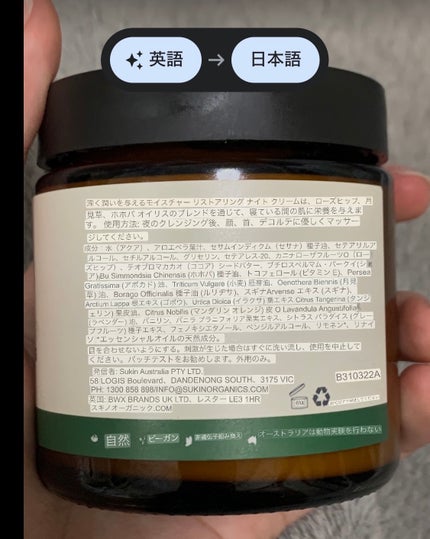 英語 → 日本語
深く潤いを与えるモイスチャー リストアリング ナイト クリームは、ローズヒップ、月
見草、ホホバ オイリスのブレンドを通じて、寝ている間の肌に栄養を与えま
す。 使用方法: 夜のクレンジング後、顔、首、デコルテに優しくマッサー
ジしてください。
成分: 水 (アクア)、アロエベラ葉汁、セサムインディクム (セサナ) 種子油、セテアリルアル
コール、セチルアルコール、グリセリン、セテアレス-20、カニナローザフルーツO (ロー
ズヒップ) 、テオブロマカカオ (ココア) シードバター、ブチロスペルマム・パーク
.)Bu Simmondsia Chinensis (ホホバ) 種子油、トコフェロール (ビタミン E)、Persea
Gratissima (アボカド) 油、Triticum Vulgare (小麦) 胚芽油、Oenothera Biennis (月見
草) 油、Borago Officinalis 種子油 (ルリヂサ)、スギナArvense エキス (スギナ)、
Arctium Lappa 根エキス (ゴボウ)、Urtica Dioica (イラクサ) 葉エキス Citrus Tangerina (タンジ
ェリン) 果皮油、Citrus Nobilis (マンダリン オレンジ) 皮 O Lavandula Angustifolia
(ラベンダー) 油、バニリン、バニラ プラニフォリア果実エキス、シトラス パラディス (グレー
プフルーツ) 種子エキス、フェノキシエタノール、ベンジルアルコール、リモネン*、リナイ
ソ *エッセンシャルオイルの天然成分。
目を合わせないようにする。刺激が生じた場合はすぐに洗い流し、使用を中止して
ください。パッチテストをお勧めします。外用のみ。
発信者: Sukin Australia PTY LTD.
58 LOGIS Boulevard、DANDENONG SOUTH、3175 VIC
PH: 1300 858 898/INFO@SUKINORGANICS.COM
英国: BWX BRANDS UK LTD、レスター LE3 1HR
スキノオーガニック.COM
B310322A
自然
ビーガン
オーストラリアは動物実験を行わない